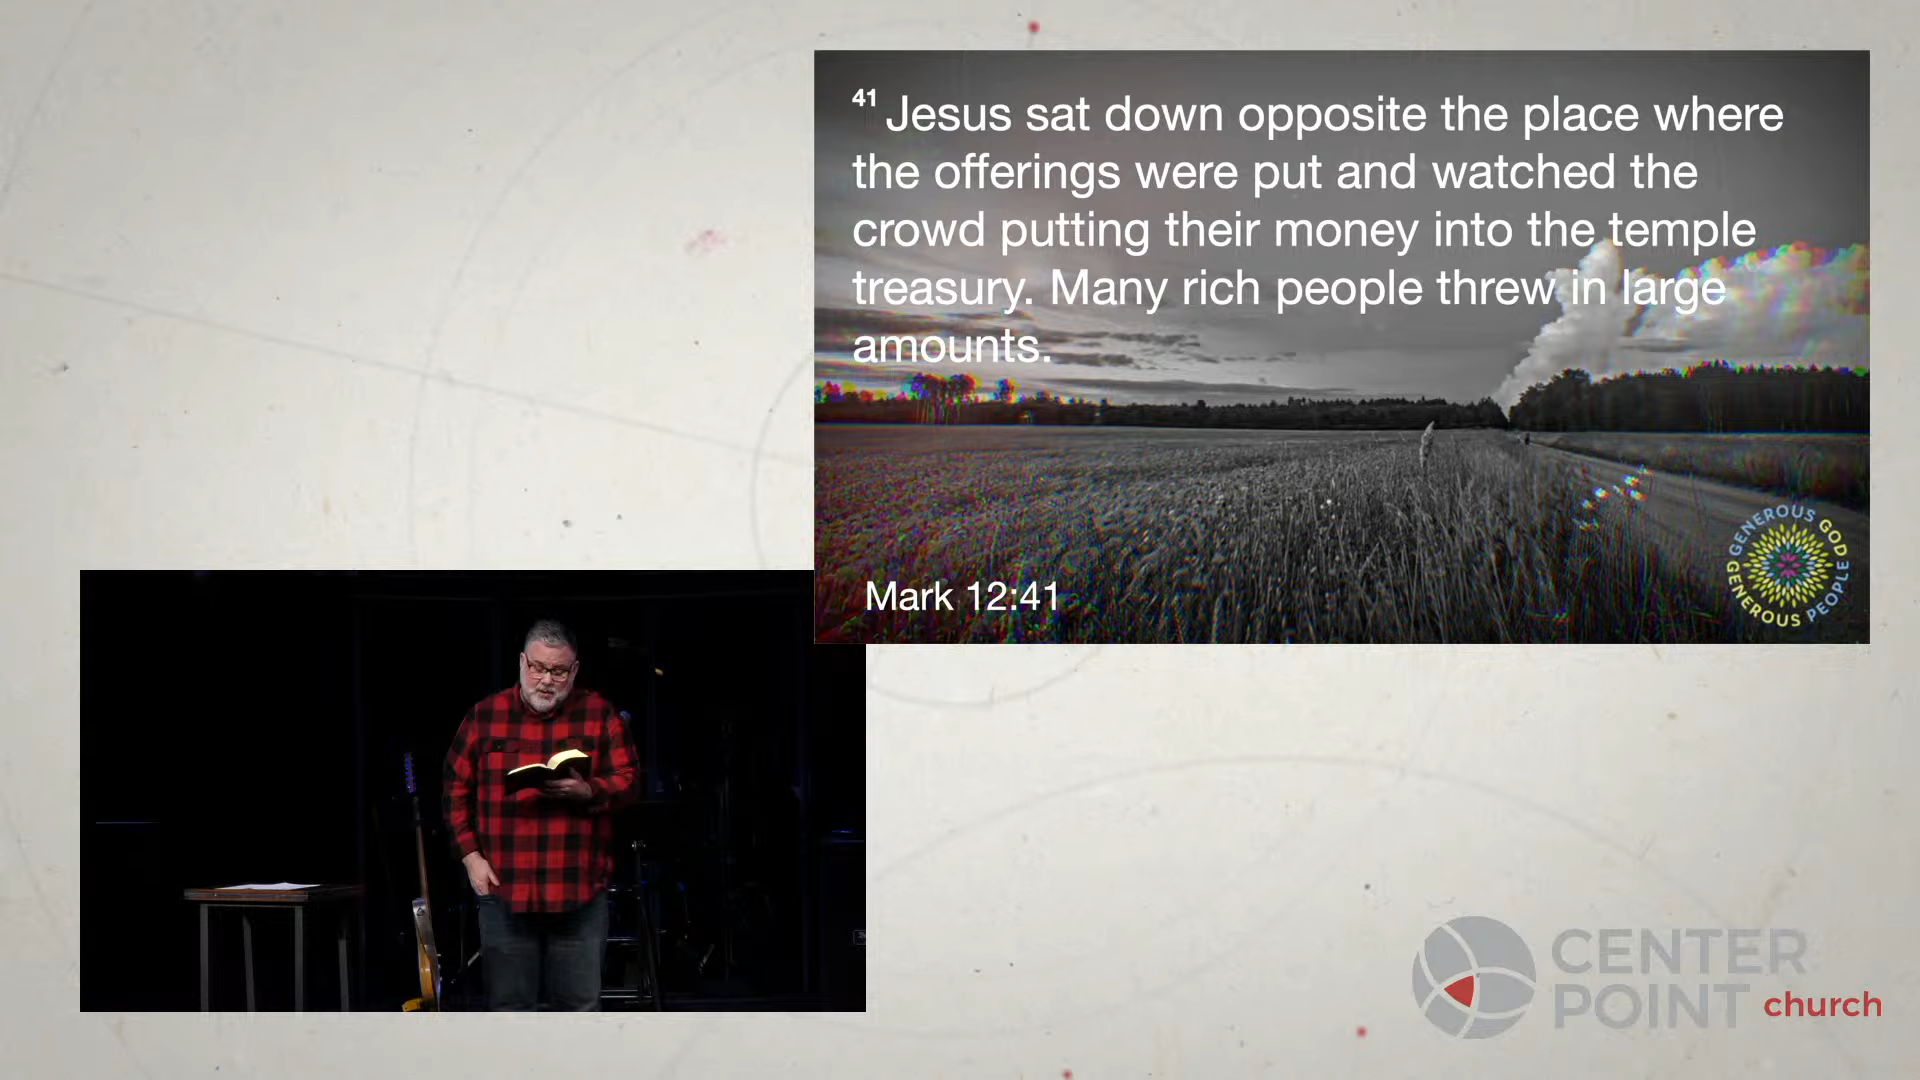 41 Jesus sat down opposite the place where
the offerings were put and watched the
crowd putting their money into the temple
treasury. Many rich people threw in large
amounts.
Mark 12:41
GENEROUS GOD
GENEROUS PEOPLE
CENTER
POINT church